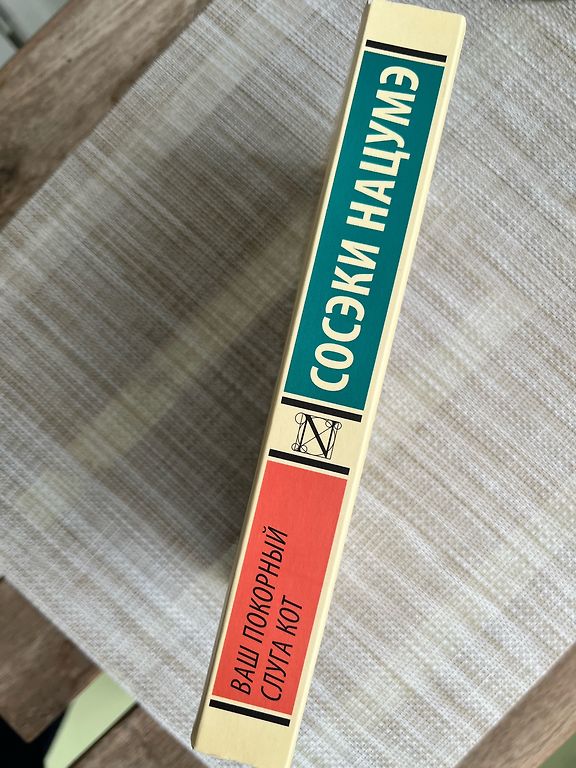 СОСЭКИ НАЦУМЭ
ВАШ ПОКОРНЫЙ
СЛУГА КОТ